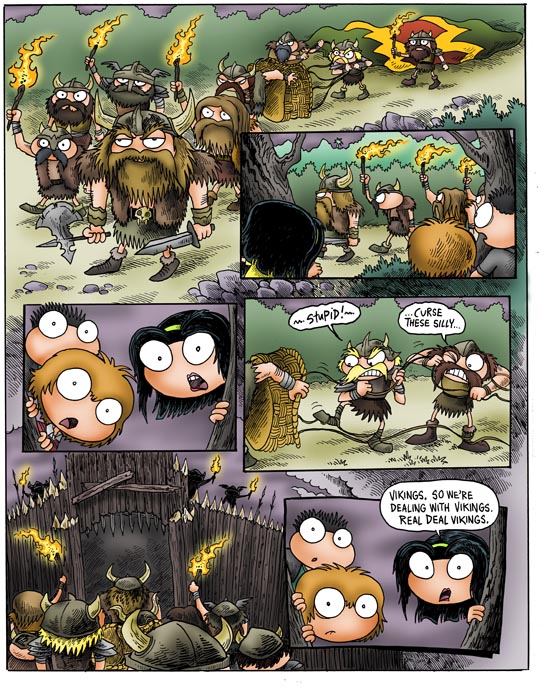 ~ STUPID! ~
...CURSE
THESE SILLY...
VIKINGS. SO WE'RE
DEALING WITH VIKINGS.
REAL DEAL VIKINGS.